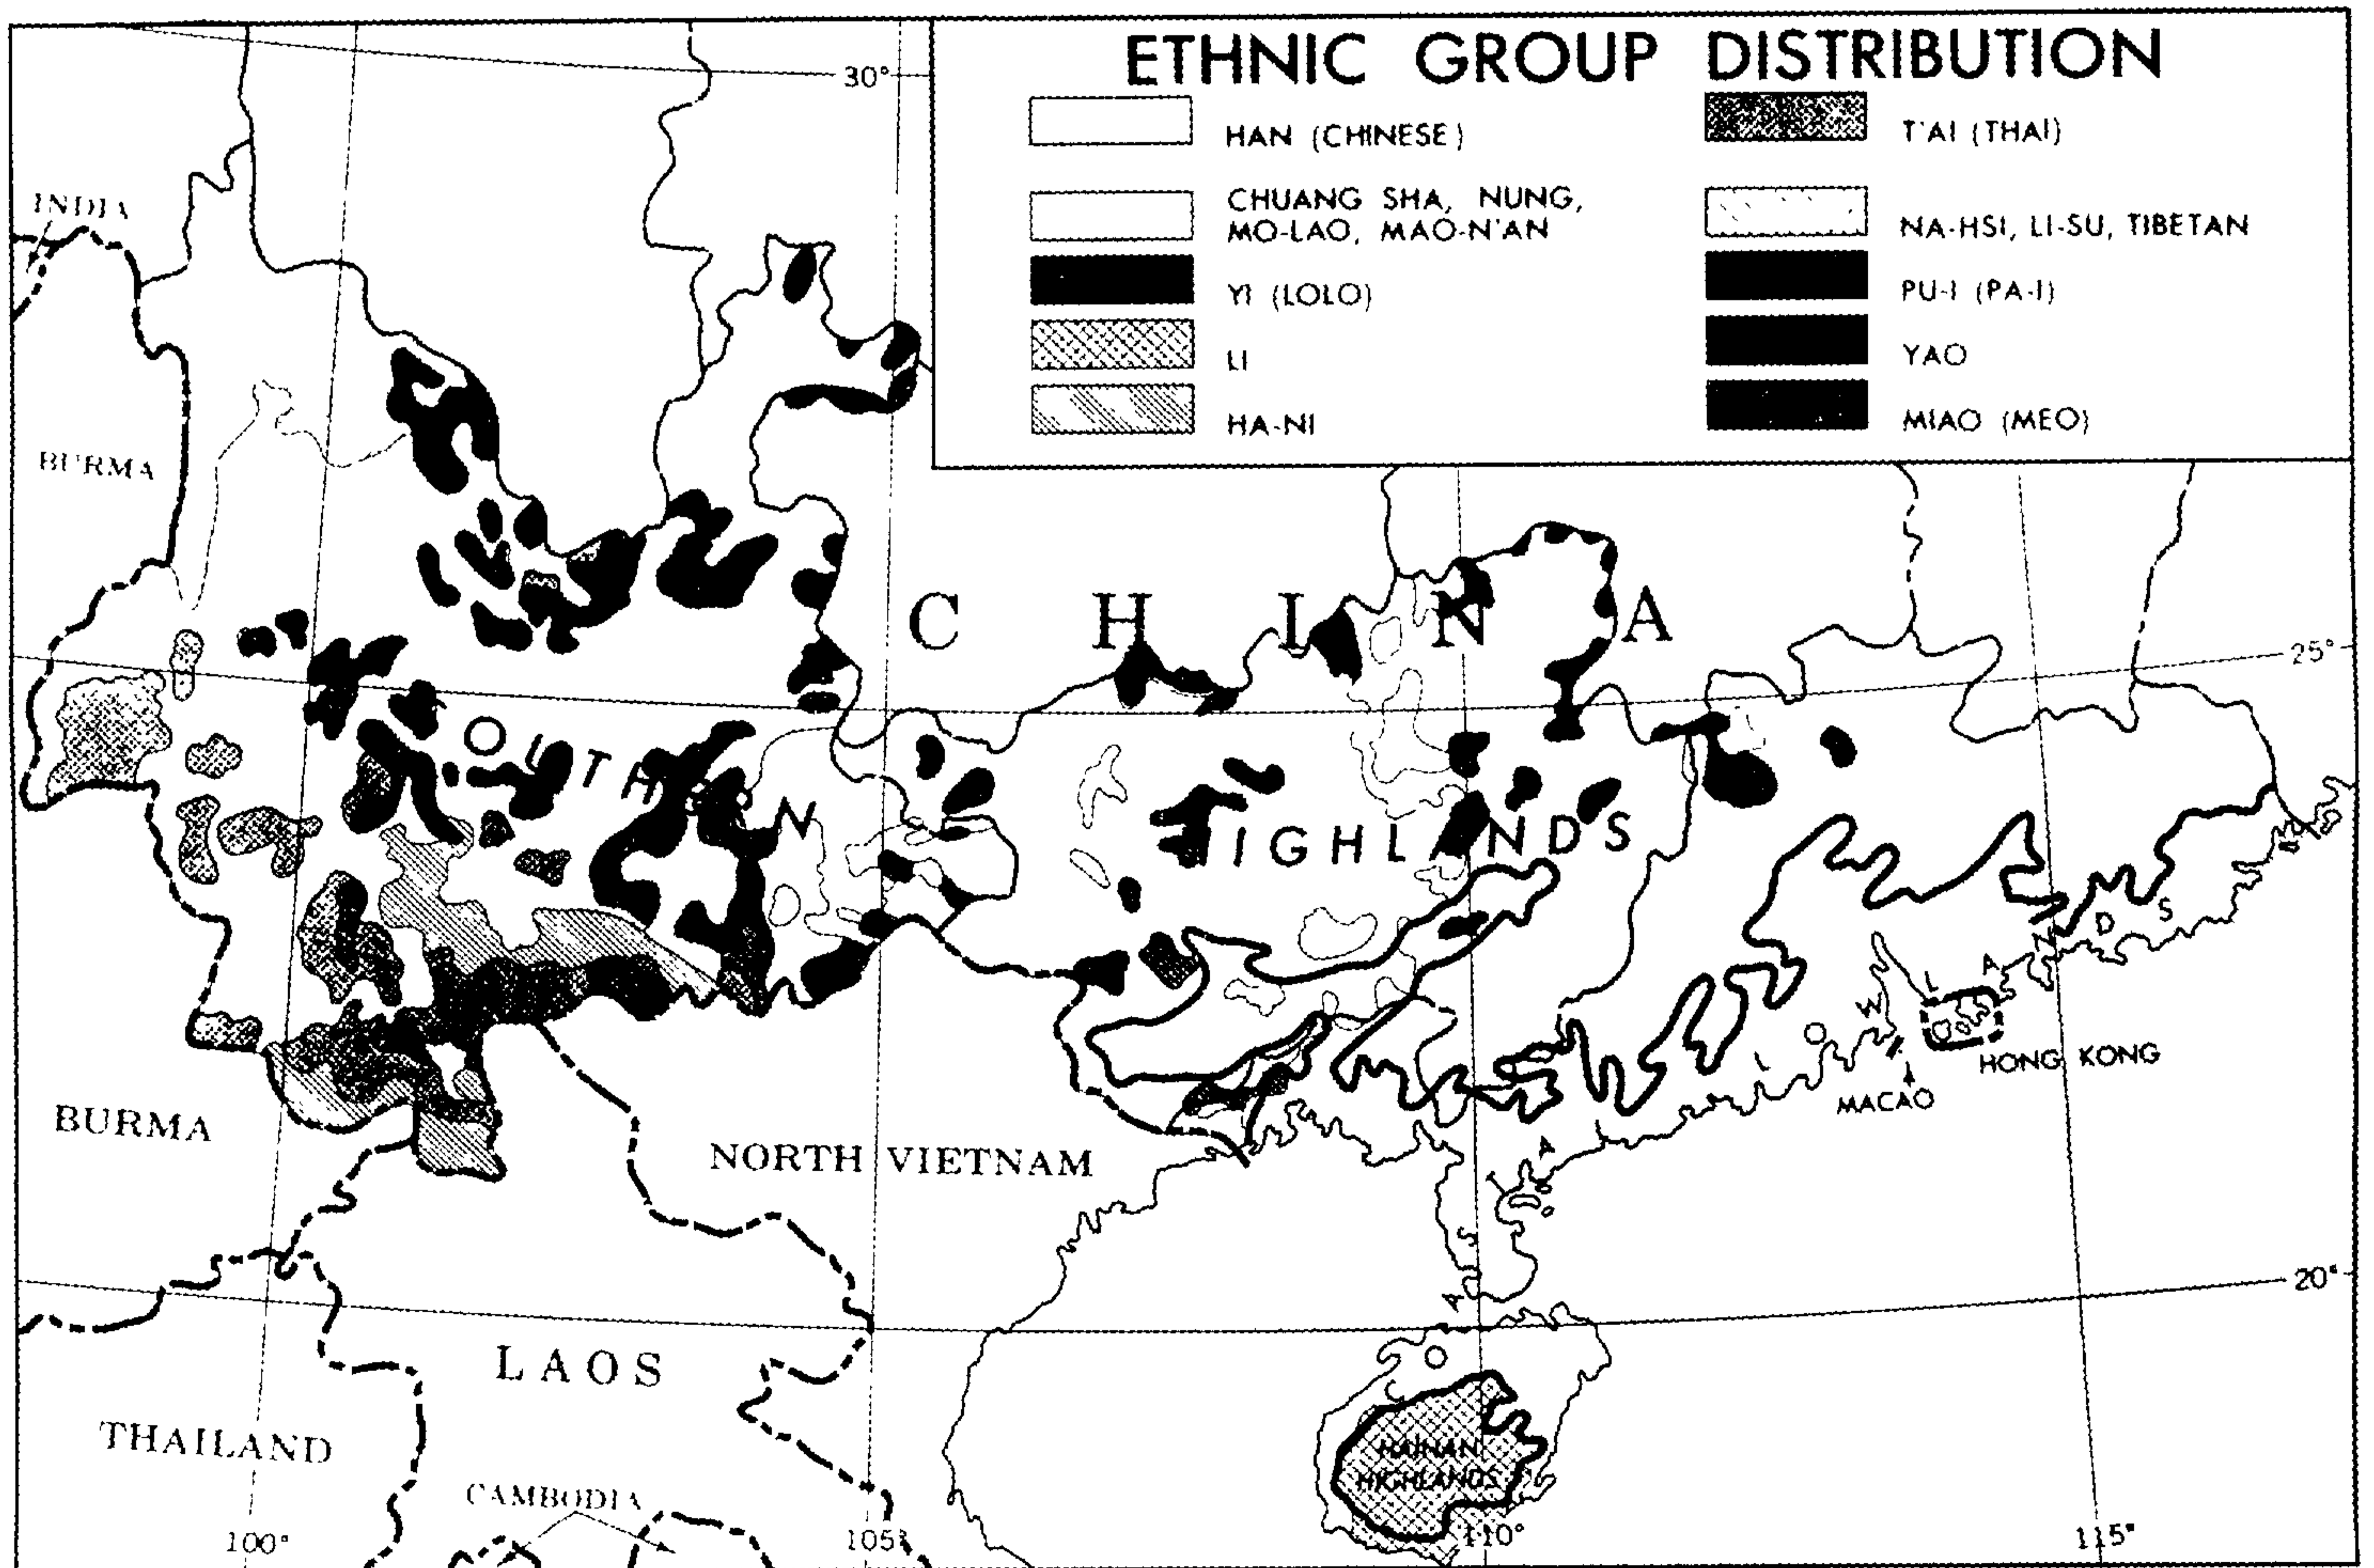 ETHNIC GROUP DISTRIBUTION
HAN (CHINESE)
CHUANG SHA, NUNG,
MO-LAO, MAO-N'AN
YI (LOLO)
LI
HA-NI
T'AI (THAI)
NA-HSI, LI-SU, TIBETAN
PU-I (PA-I)
YAO
MIAO (MEO)
30°
INDIA
BURMA
CHINA
25°
HIGHLANDS
COASTAL LOWLANDS
HONG KONG
MACAO
BURMA
NORTH VIETNAM
20°
LAOS
THAILAND
HAINAN
HIGHLANDS
CAMBODIA
100°
105°
110°
115°